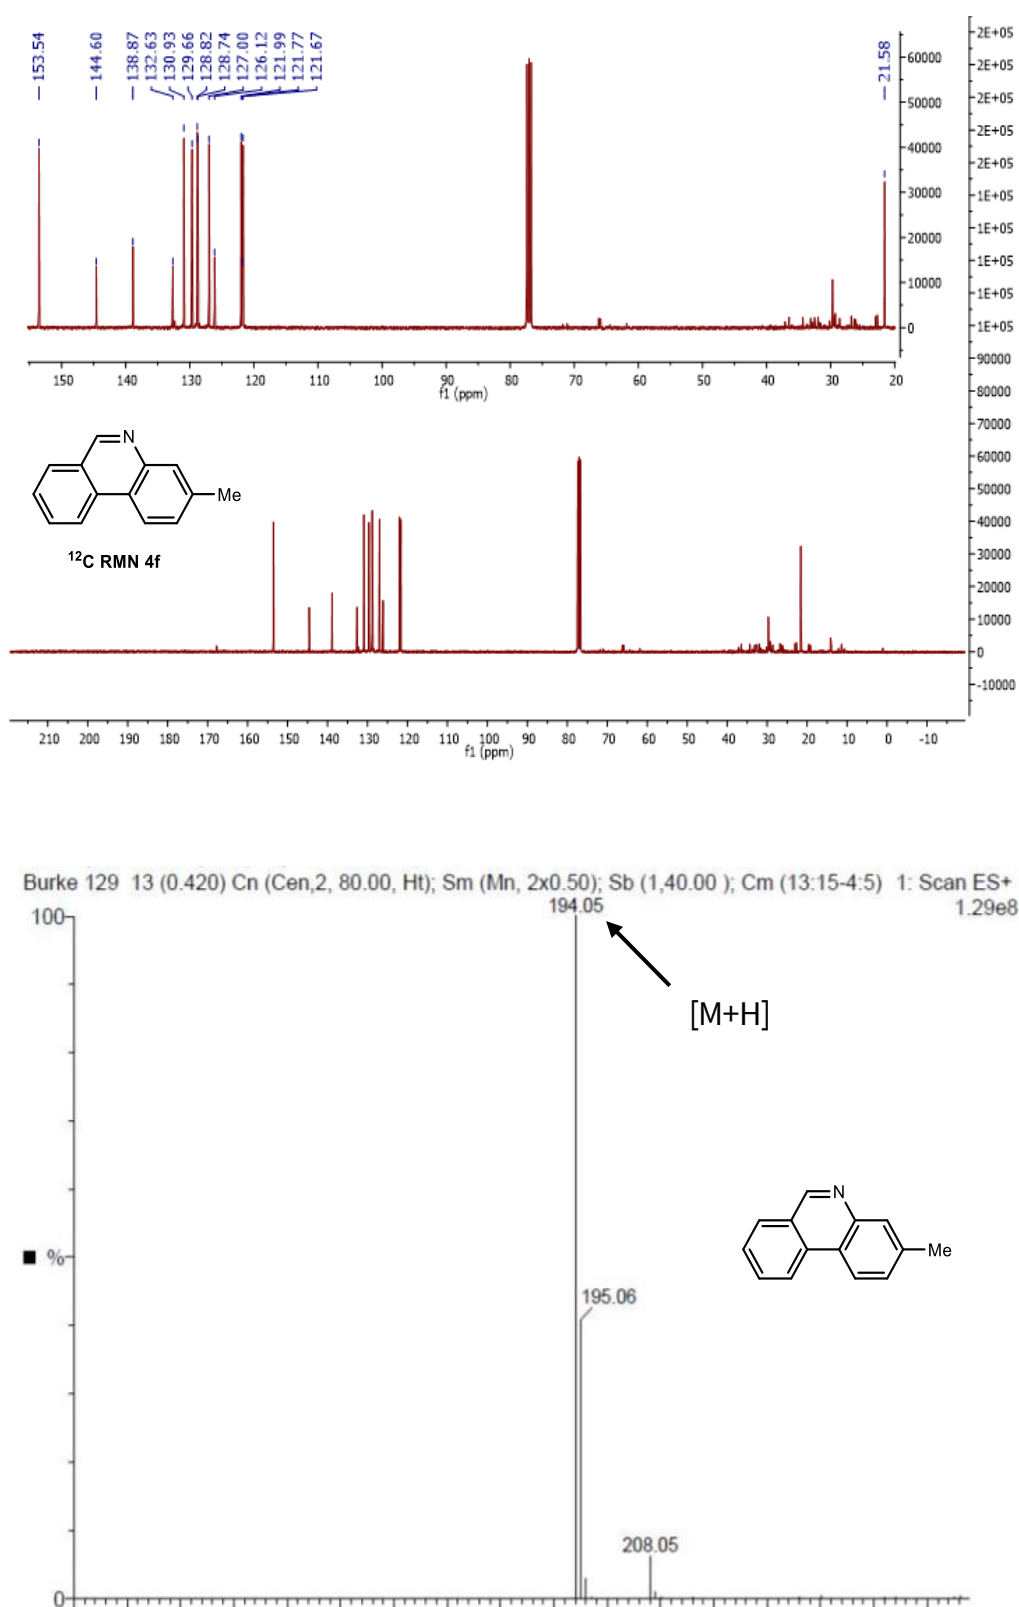 153.54
144.60
138.87
132.63
130.93
129.66
128.82
128.74
127.00
126.12
121.99
121.77
121.67
21.58
60000
50000
40000
30000
20000
10000
0
150 140 130 120 110 100 90 80 70 60 50 40 30 20
f1 (ppm)
2E+05
2E+05
2E+05
2E+05
2E+05
1E+05
1E+05
1E+05
1E+05
1E+05
90000
80000
70000
60000
50000
40000
30000
20000
10000
0
-10000
N
Me
12C RMN 4f
210 200 190 180 170 160 150 140 130 120 110 100 90 80 70 60 50 40 30 20 10 0 -10
f1 (ppm)
Burke 129 13 (0.420) Cn (Cen,2, 80.00, Ht); Sm (Mn, 2x0.50); Sb (1,40.00 ); Cm (13:15-4:5) 1: Scan ES+
1.29e8
100
194.05
[M+H]
N
Me
%
195.06
208.05
0